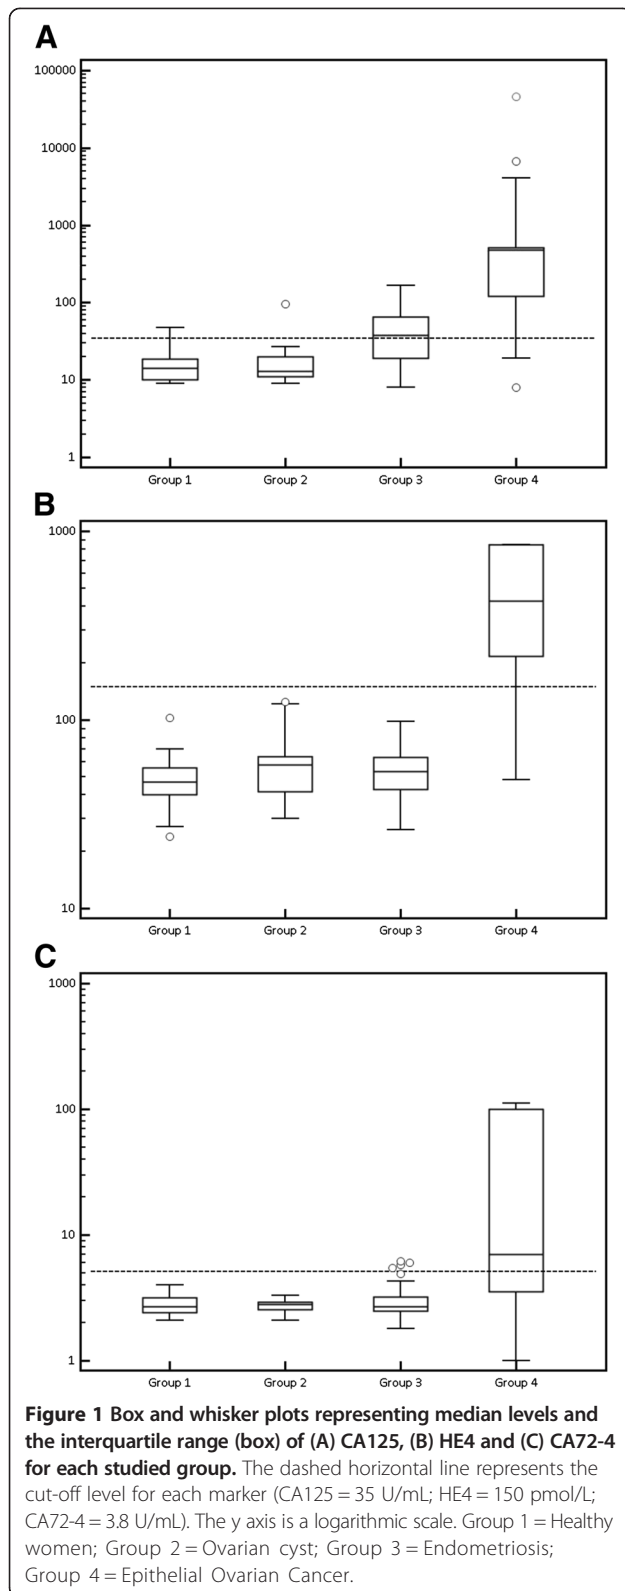 A
100000
10000
1000
100
10
1
Group 1 Group 2 Group 3 Group 4
B
1000
100
10
Group 1 Group 2 Group 3 Group 4
C
1000
100
10
1
Group 1 Group 2 Group 3 Group 4
Figure 1 Box and whisker plots representing median levels and
the interquartile range (box) of (A) CA125, (B) HE4 and (C) CA72-4
for each studied group. The dashed horizontal line represents the
cut-off level for each marker (CA125 = 35 U/mL; HE4 = 150 pmol/L;
CA72-4 = 3.8 U/mL). The y axis is a logarithmic scale. Group 1 = Healthy
women; Group 2 = Ovarian cyst; Group 3 = Endometriosis;
Group 4 = Epithelial Ovarian Cancer.